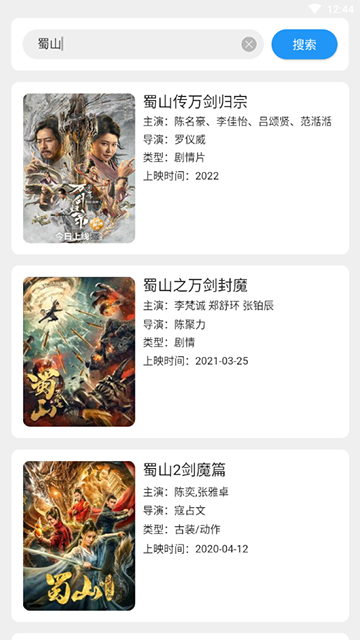 12:44
蜀山
搜索
蜀山传万剑归宗
主演：陈名豪、李佳怡、吕颂贤、范湉湉
导演：罗仪威
类型：剧情片
上映时间：2022
万剑归宗
今日上线
蜀山之万剑封魔
主演：李梵诚 郑舒环 张铂辰
导演：陈聚力
类型：剧情
上映时间：2021-03-25
蜀山
蜀山2剑魔篇
主演：陈奕,张雅卓
导演：寇占文
类型：古装/动作
上映时间：2020-04-12
蜀山